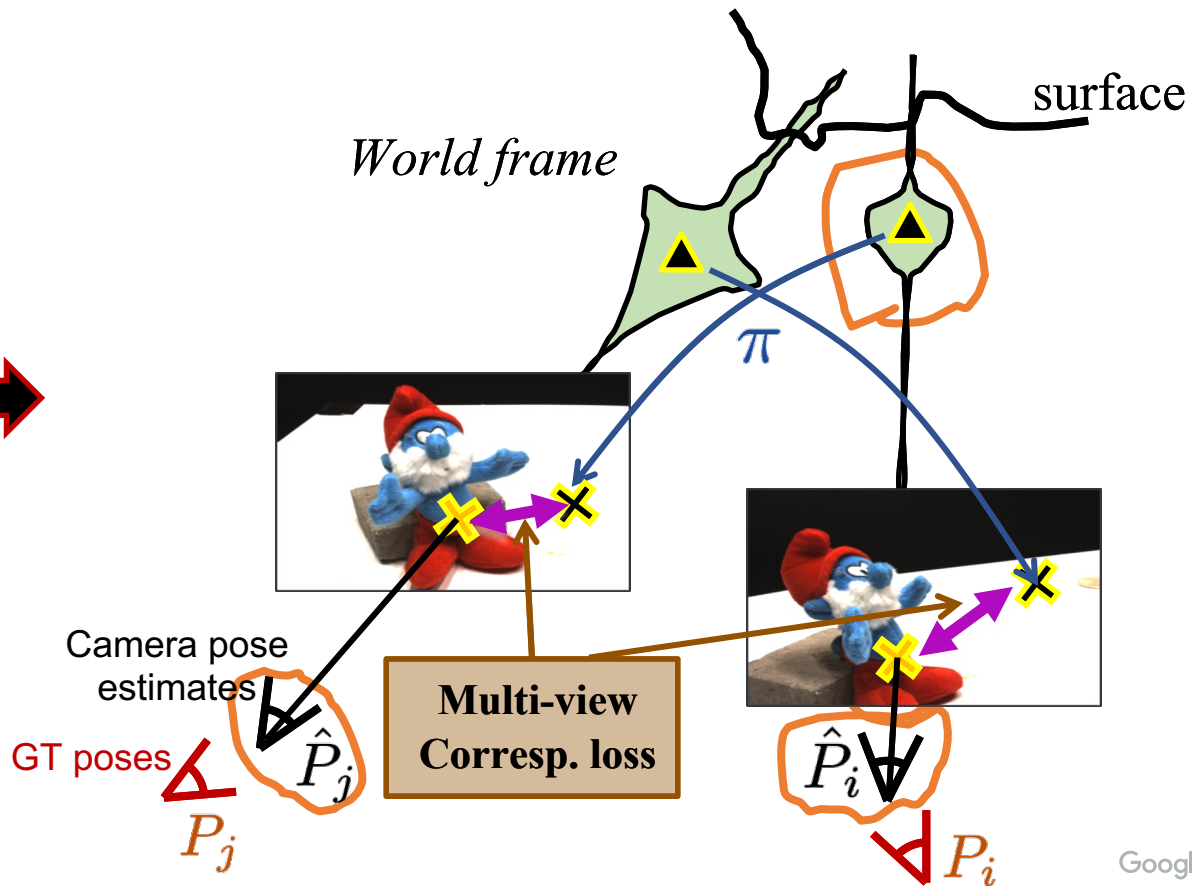 surface
World frame
π
Camera pose
estimates
GT poses
P̂ⱼ
Pⱼ
Multi-view
Corresp. loss
P̂ᵢ
Pᵢ
Googl